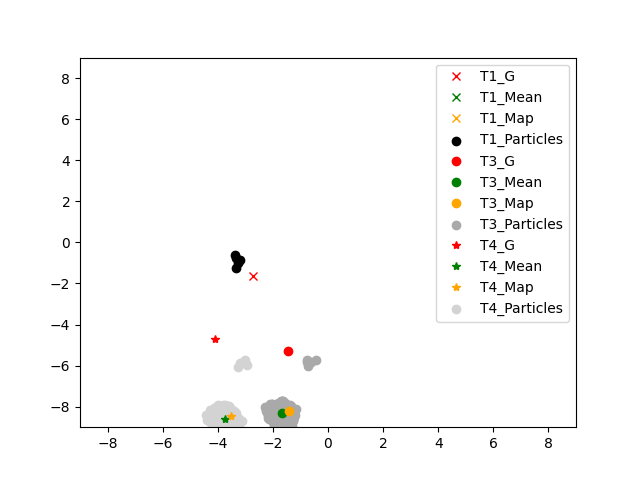 8
6
4
2
0
−2
−4
−6
−8
−8 −6 −4 −2 0 2 4 6 8
T1_G
T1_Mean
T1_Map
T1_Particles
T3_G
T3_Mean
T3_Map
T3_Particles
T4_G
T4_Mean
T4_Map
T4_Particles